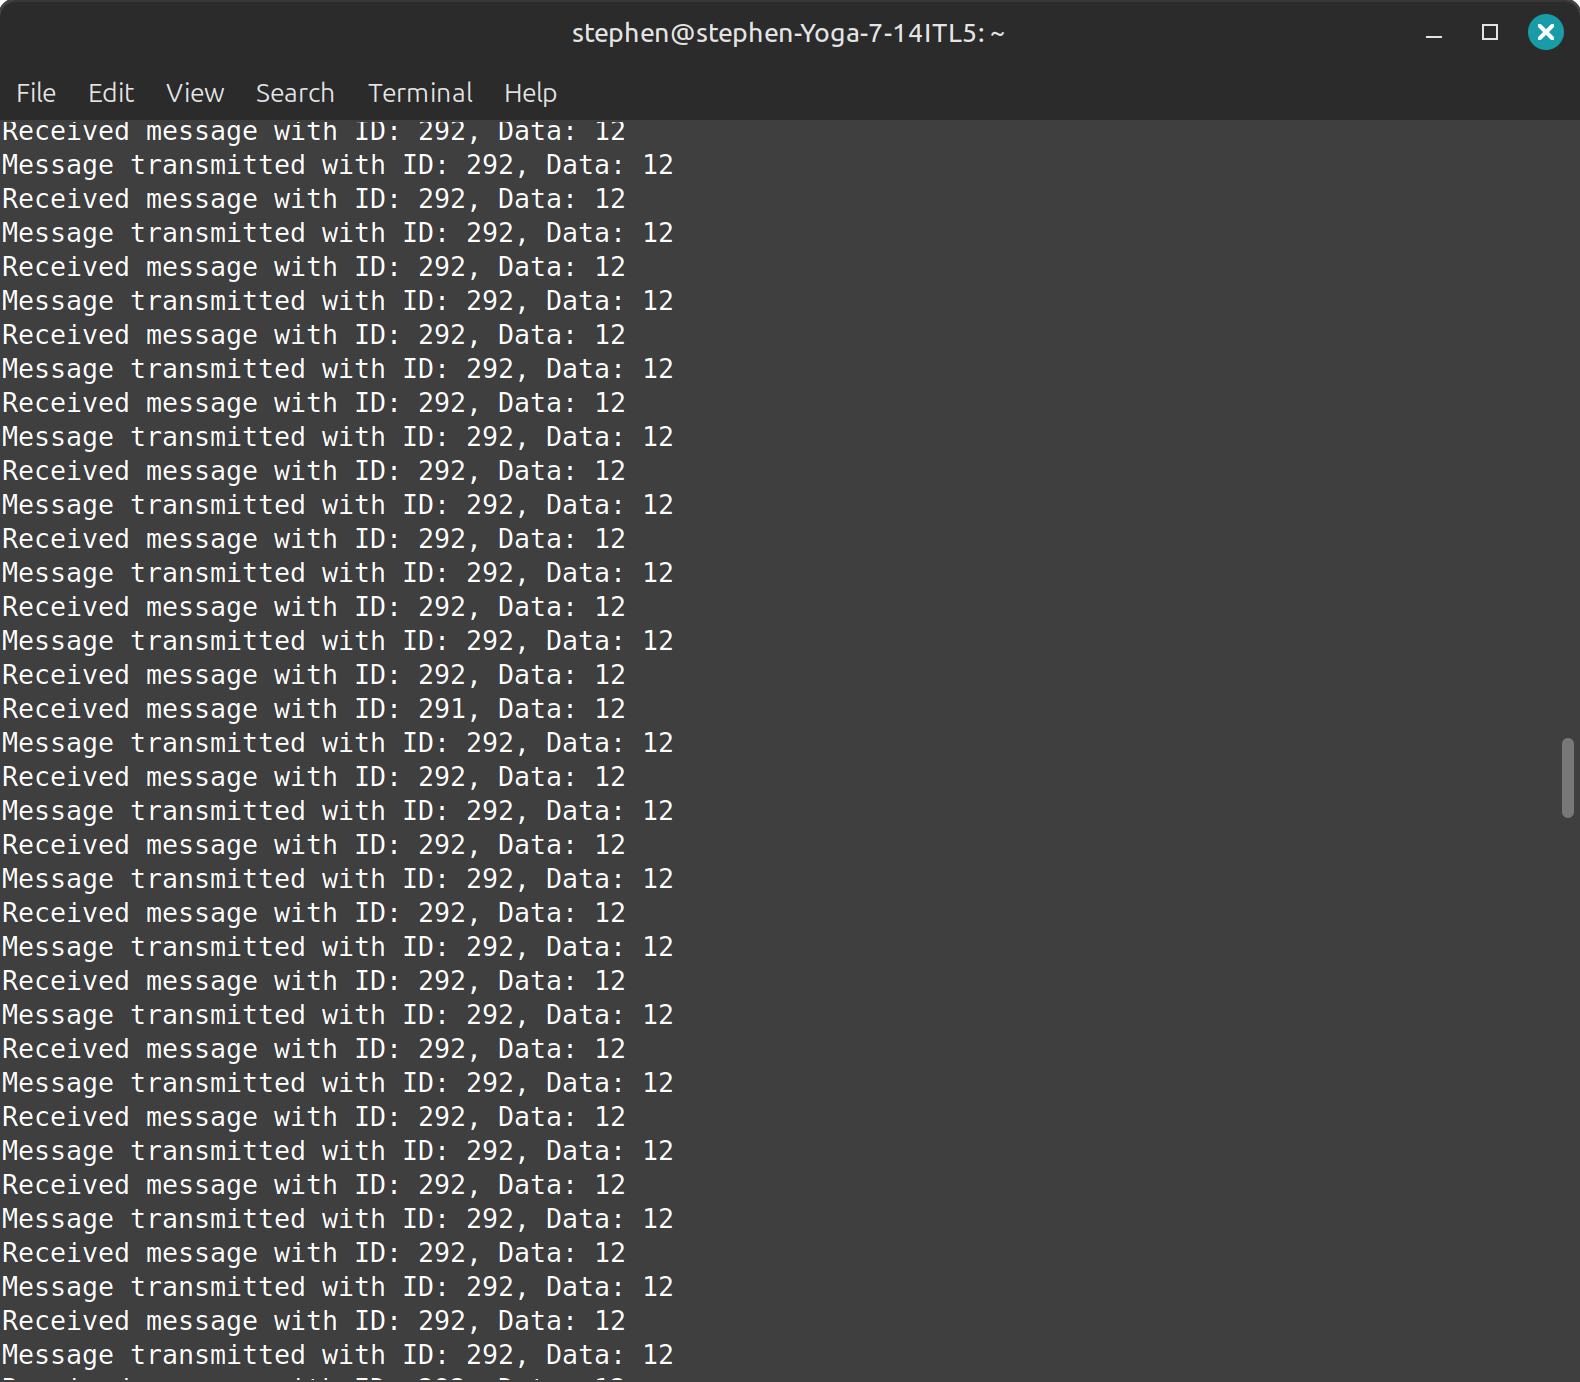 stephen@stephen-Yoga-7-14ITL5: ~
File Edit View Search Terminal Help
Received message with ID: 292, Data: 12
Message transmitted with ID: 292, Data: 12
Received message with ID: 292, Data: 12
Message transmitted with ID: 292, Data: 12
Received message with ID: 292, Data: 12
Message transmitted with ID: 292, Data: 12
Received message with ID: 292, Data: 12
Message transmitted with ID: 292, Data: 12
Received message with ID: 292, Data: 12
Message transmitted with ID: 292, Data: 12
Received message with ID: 292, Data: 12
Message transmitted with ID: 292, Data: 12
Received message with ID: 292, Data: 12
Message transmitted with ID: 292, Data: 12
Received message with ID: 292, Data: 12
Message transmitted with ID: 292, Data: 12
Received message with ID: 292, Data: 12
Received message with ID: 291, Data: 12
Message transmitted with ID: 292, Data: 12
Received message with ID: 292, Data: 12
Message transmitted with ID: 292, Data: 12
Received message with ID: 292, Data: 12
Message transmitted with ID: 292, Data: 12
Received message with ID: 292, Data: 12
Message transmitted with ID: 292, Data: 12
Received message with ID: 292, Data: 12
Message transmitted with ID: 292, Data: 12
Received message with ID: 292, Data: 12
Message transmitted with ID: 292, Data: 12
Received message with ID: 292, Data: 12
Message transmitted with ID: 292, Data: 12
Received message with ID: 292, Data: 12
Message transmitted with ID: 292, Data: 12
Received message with ID: 292, Data: 12
Message transmitted with ID: 292, Data: 12
Received message with ID: 292, Data: 12
Message transmitted with ID: 292, Data: 12